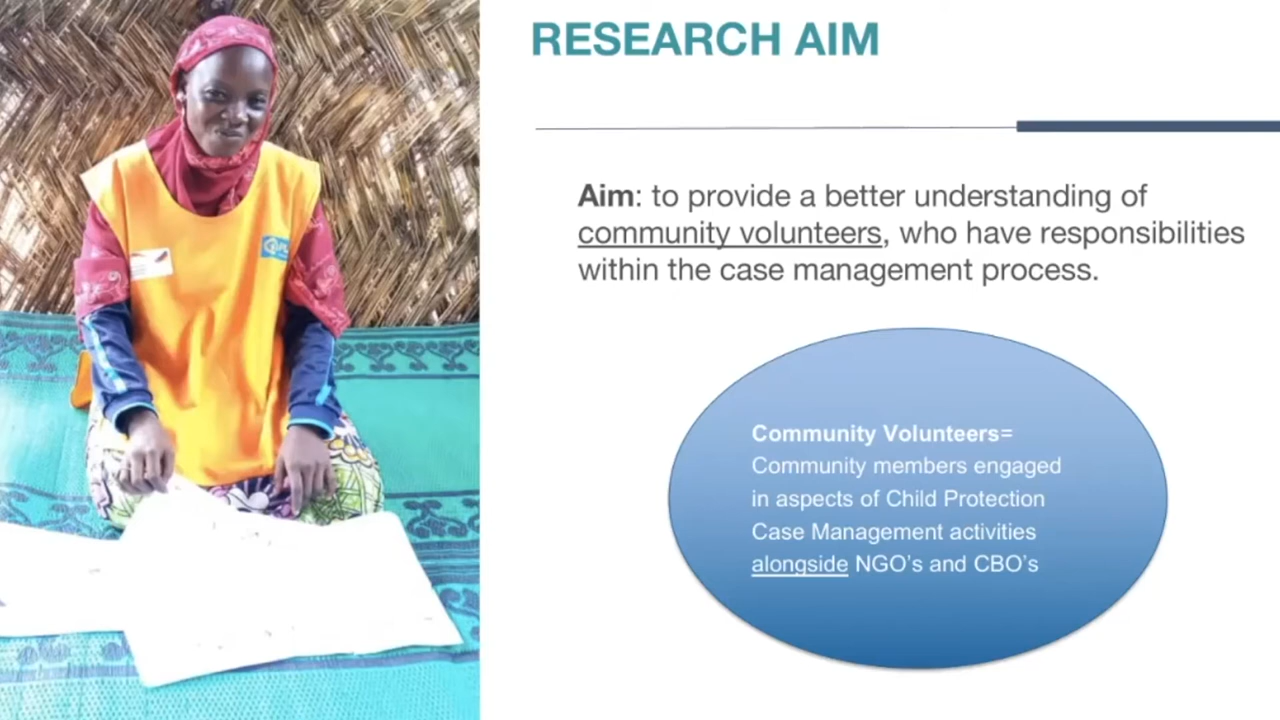 RESEARCH AIM
Aim: to provide a better understanding of
community volunteers, who have responsibilities
within the case management process.
Community Volunteers=
Community members engaged
in aspects of Child Protection
Case Management activities
alongside NGO's and CBO's